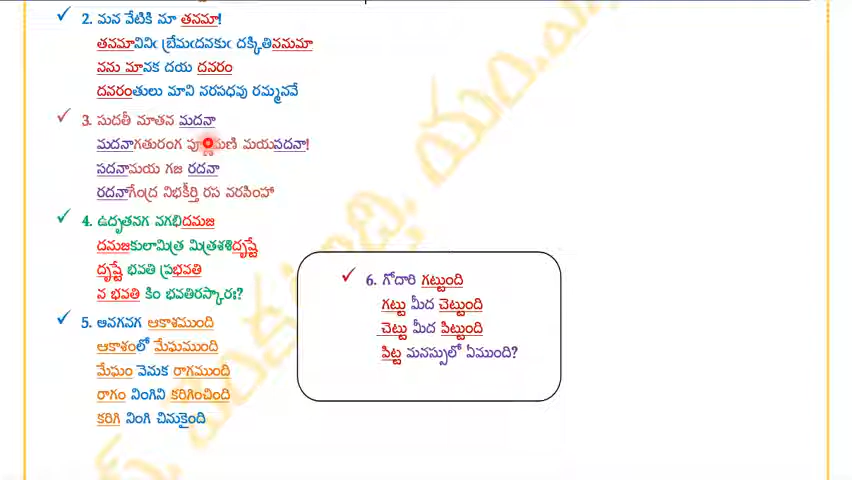 2. మన వేటికి నూ తనమా!
తనమానినిఁ బ్రేమఁదనకుఁ దక్కితిననుమా
నను మానక దయ దనరం
దనరంతులు మాని నరసధవు రమ్మనవే
3. సుదతీ నూతన మదనా
మదనాగతురంగ పూర్ణమణి మయసదనా!
సదనామయ గజ రదనా
రదనాగేంద్ర నిభకీర్తి రస నరసింహా
4. ఉదృతనగ నగభిదనుజ
దనుజకులామిత్ర మిత్రశశిదృష్టే
దృష్టే భవతి ప్రభవతి
న భవతి కిం భవతిరస్కారః?
5. అనగనగ ఆకాశముంది
ఆకాశంలో మేఘముంది
మేఘం వెనుక రాగముంది
రాగం నింగిని కరిగించింది
కరిగి నింగి చినుకైంది
6. గోదారి గట్టుంది
గట్టు మీద చెట్టుంది
చెట్టు మీద పిట్టుంది
పిట్ట మనస్సులో ఏముంది?